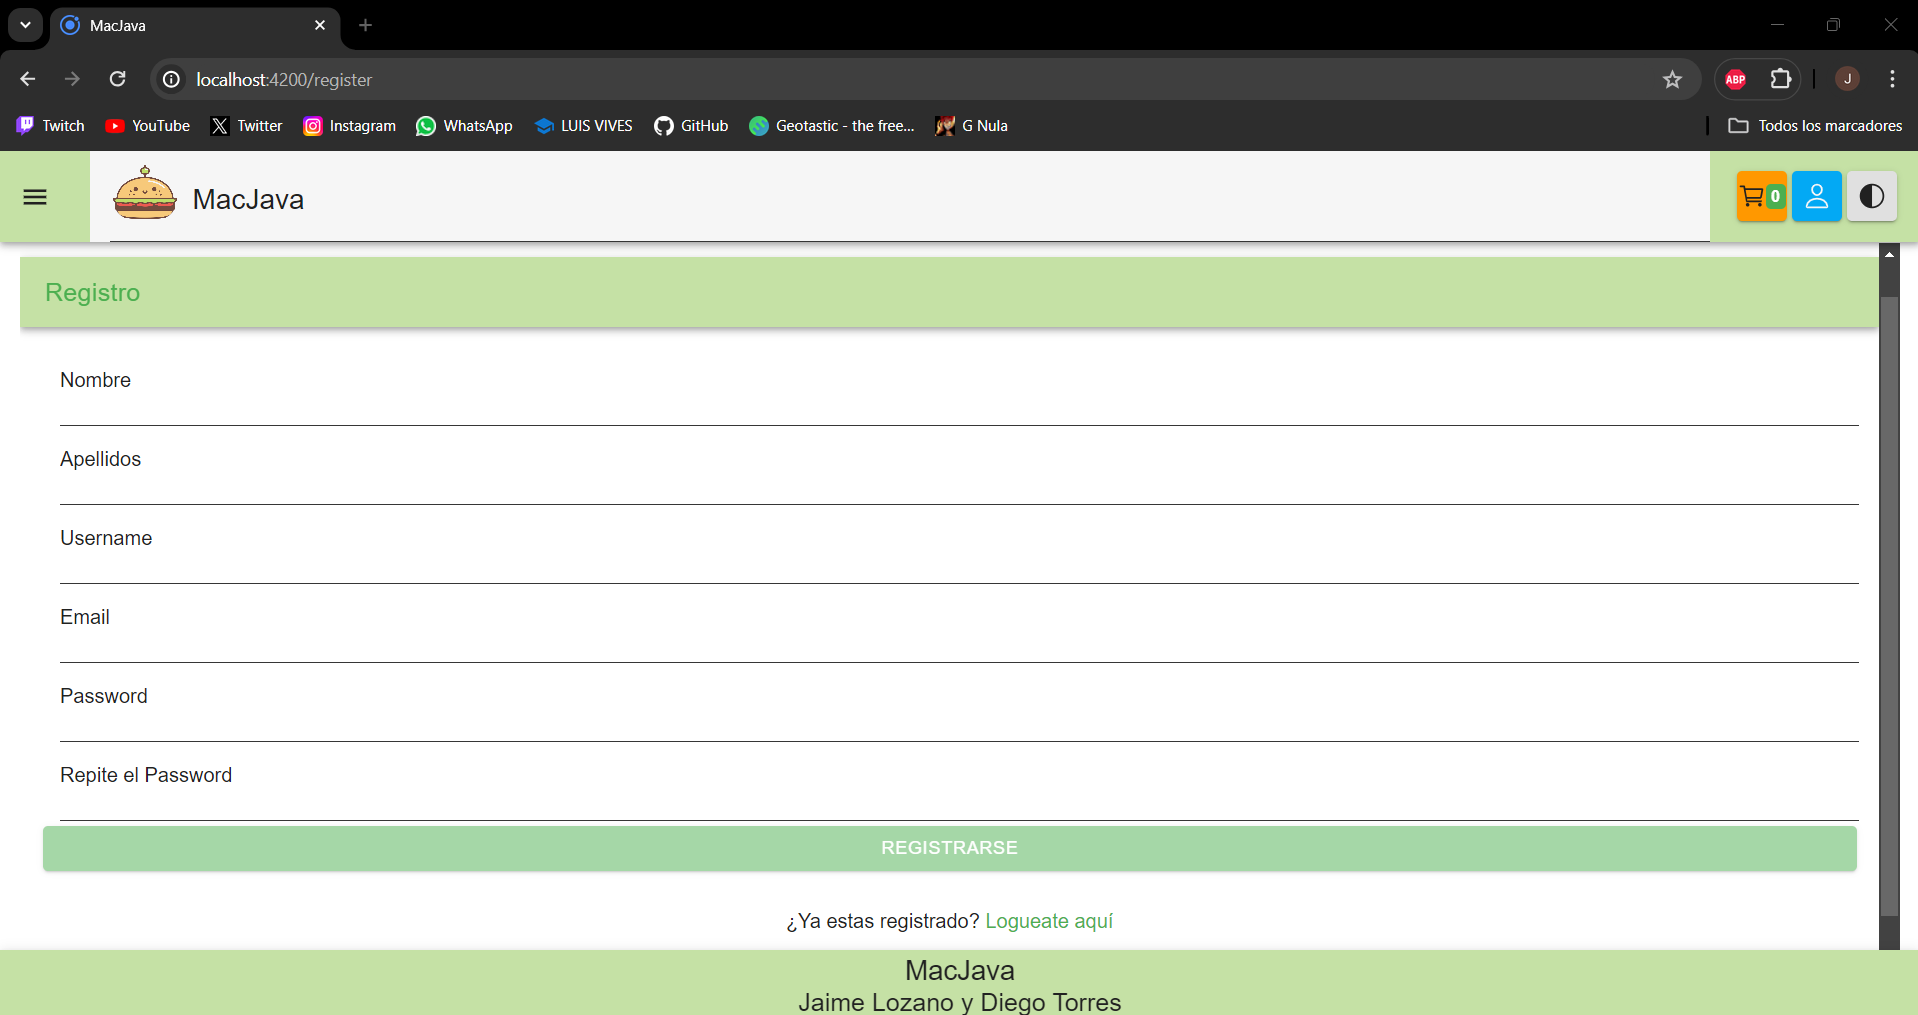 MacJava
localhost:4200/register
ABP
J
Twitch YouTube Twitter Instagram WhatsApp LUIS VIVES GitHub Geotastic - the free... G Nula Todos los marcadores
MacJava
0
Registro
Nombre
Apellidos
Username
Email
Password
Repite el Password
REGISTRARSE
¿Ya estas registrado? Logueate aquí
MacJava
Jaime Lozano y Diego Torres